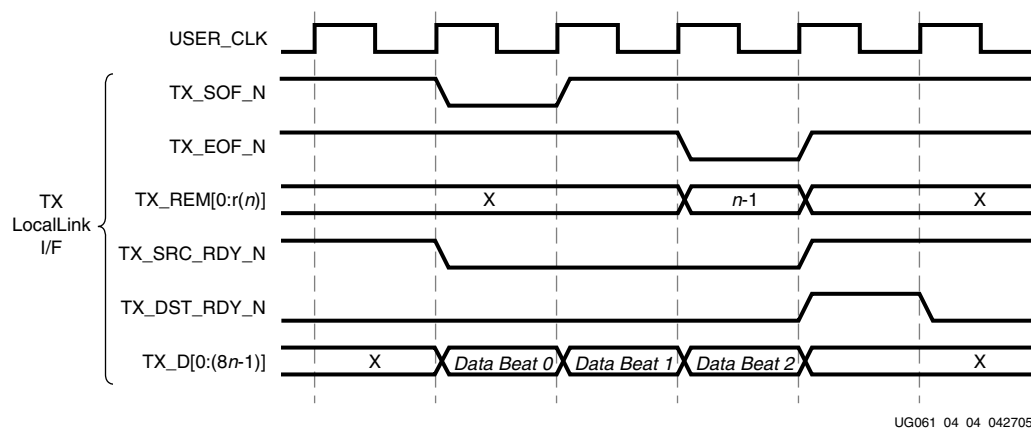 USER_CLK
TX_SOF_N
TX_EOF_N
TX_REM[0:r(n)] X n-1 X
TX
LocalLink
I/F
TX_SRC_RDY_N
TX_DST_RDY_N
TX_D[0:(8n-1)] X Data Beat 0 Data Beat 1 Data Beat 2 X
UG061_04_04_042705